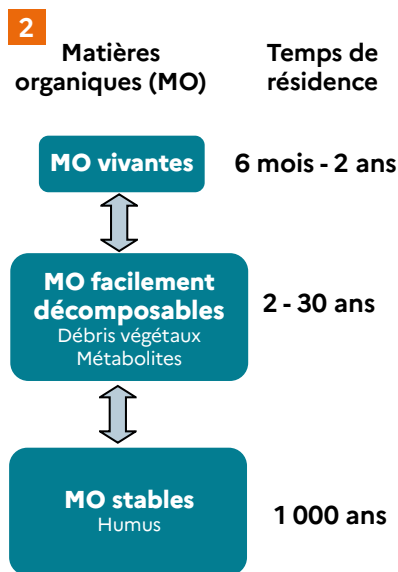 2
Matières
organiques (MO)
Temps de
résidence
MO vivantes
6 mois - 2 ans
MO facilement
décomposables
Débris végétaux
Métabolites
2 - 30 ans
MO stables
Humus
1 000 ans